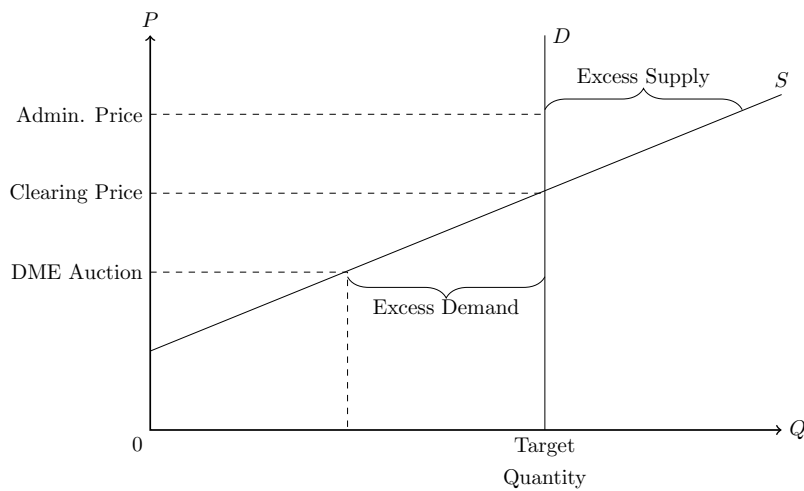 P
D
Excess Supply
S
Admin. Price
Clearing Price
DME Auction
Excess Demand
0
Target
Quantity
Q